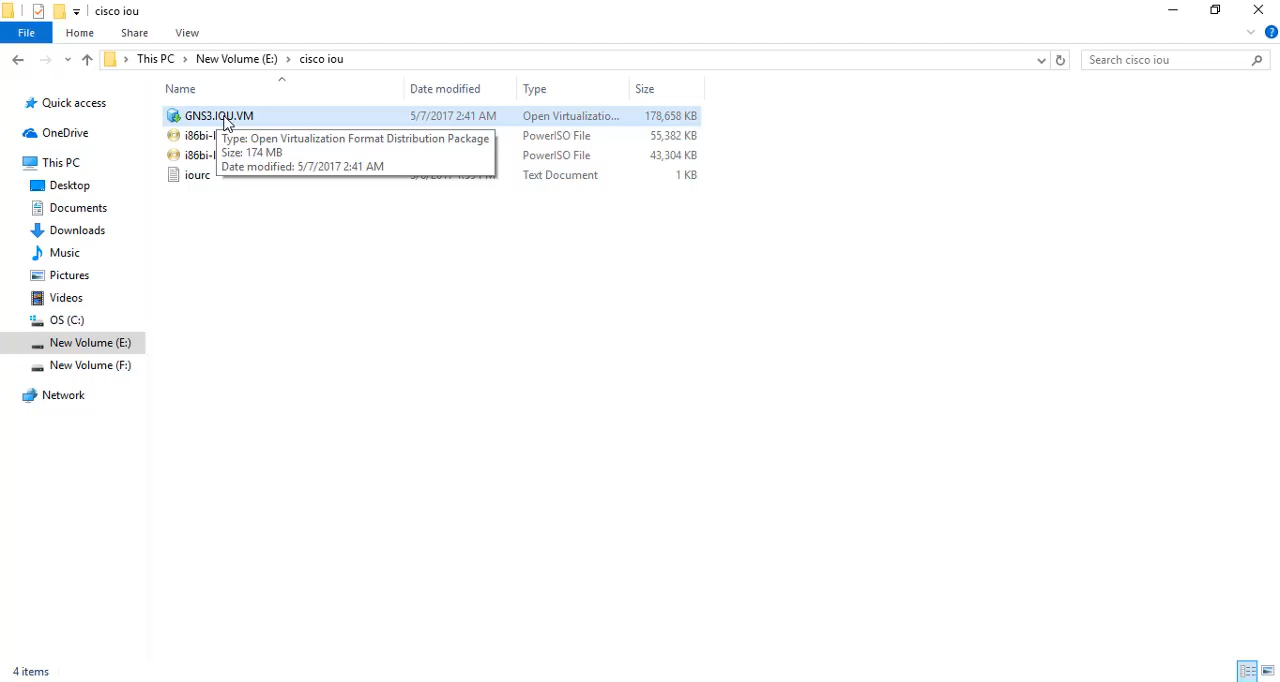 cisco iou
File Home Share View
This PC New Volume (E:) cisco iou Search cisco iou
Name Date modified Type Size
Quick access
OneDrive
This PC
Desktop
Documents
Downloads
Music
Pictures
Videos
OS (C:)
New Volume (E:)
New Volume (F:)
Network
GNS3.IOU.VM 5/7/2017 2:41 AM Open Virtualizatio... 178,658 KB
i86bi-l PowerISO File 55,382 KB
i86bi-l PowerISO File 43,304 KB
iourc Text Document 1 KB
Type: Open Virtualization Format Distribution Package
Size: 174 MB
Date modified: 5/7/2017 2:41 AM
4 items